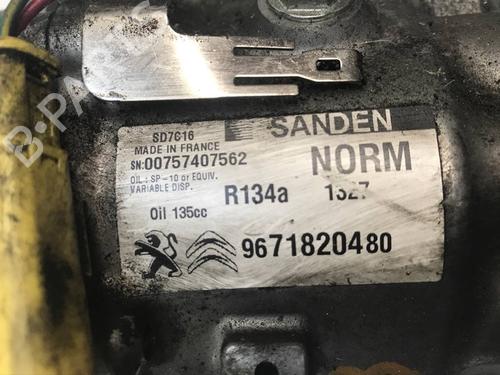 SD7C16
SANDEN
MADE IN FRANCE
SN:00757407562
NORM
OIL : SP-10 or EQUIV.
VARIABLE DISP.
R134a 1327
Oil 135cc
9671820480
B-PARTS